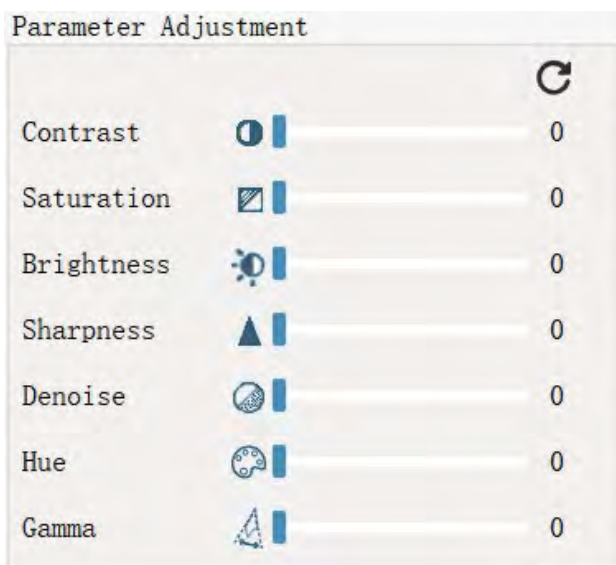 Parameter Adjustment
Contrast 0
Saturation 0
Brightness 0
Sharpness 0
Denoise 0
Hue 0
Gamma 0